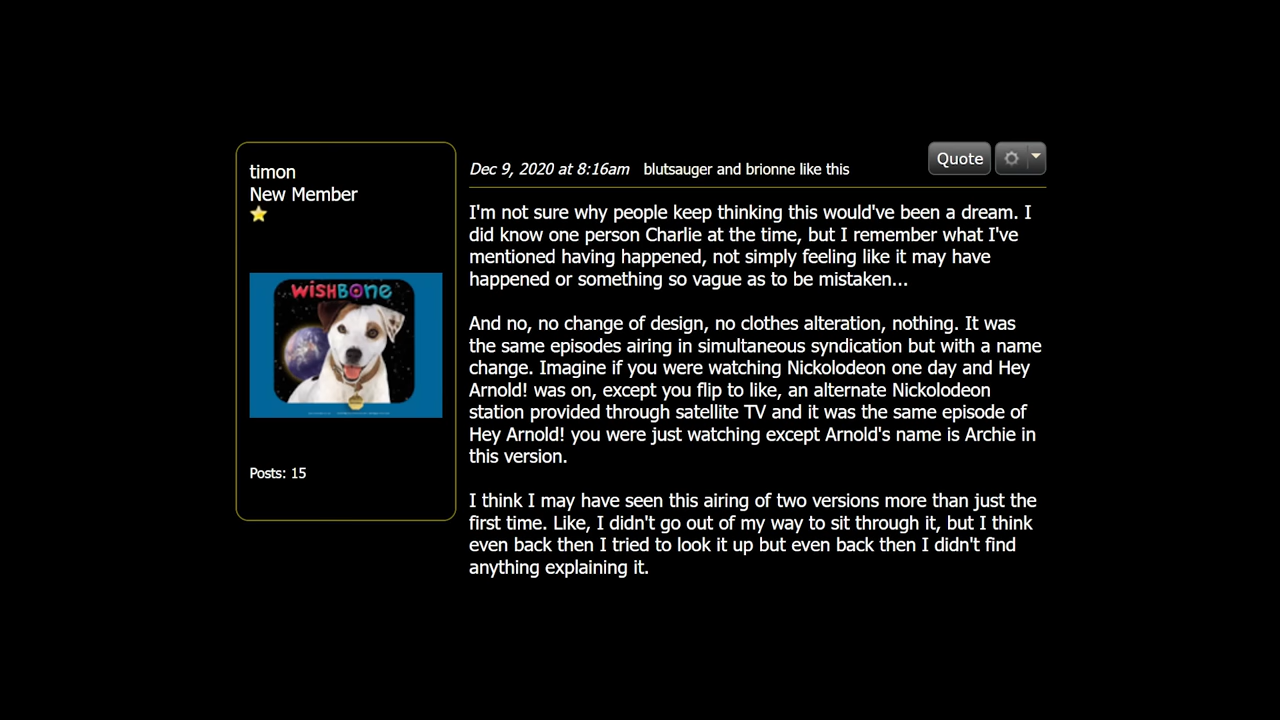 timon
New Member
Dec 9, 2020 at 8:16am blutsauger and brionne like this
Quote
WISHBONE
Posts: 15
I'm not sure why people keep thinking this would've been a dream. I
did know one person Charlie at the time, but I remember what I've
mentioned having happened, not simply feeling like it may have
happened or something so vague as to be mistaken...
And no, no change of design, no clothes alteration, nothing. It was
the same episodes airing in simultaneous syndication but with a name
change. Imagine if you were watching Nickolodeon one day and Hey
Arnold! was on, except you flip to like, an alternate Nickolodeon
station provided through satellite TV and it was the same episode of
Hey Arnold! you were just watching except Arnold's name is Archie in
this version.
I think I may have seen this airing of two versions more than just the
first time. Like, I didn't go out of my way to sit through it, but I think
even back then I tried to look it up but even back then I didn't find
anything explaining it.